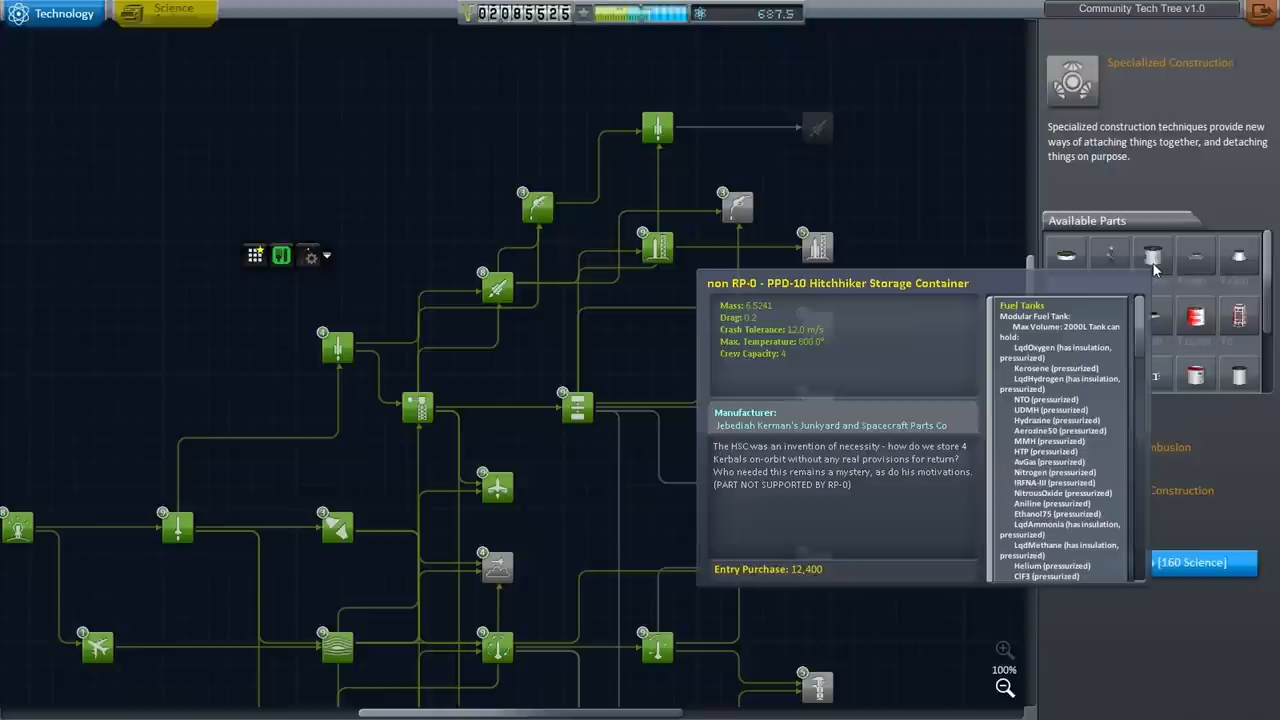 Technology
Science
02085525
687.5
Community Tech Tree v1.0
Specialized Construction
Specialized construction techniques provide new
ways of attaching things together, and detaching
things on purpose.
Available Parts
non RP-0 - PPD-10 Hitchhiker Storage Container
Mass: 6.5241
Drag: 0.2
Crash Tolerance: 12.0 m/s
Max. Temperature: 800.0°
Crew Capacity: 4
Manufacturer:
Jebediah Kerman's Junkyard and Spacecraft Parts Co
The HSC was an invention of necessity - how do we store 4
Kerbals on-orbit without any real provisions for return?
Who needed this remains a mystery, as do his motivations.
(PART NOT SUPPORTED BY RP-0)
Entry Purchase: 12,400
Fuel Tanks
Modular Fuel Tank:
Max Volume: 2000L Tank can
hold:
LqdOxygen (has insulation,
pressurized)
Kerosene (pressurized)
LqdHydrogen (has insulation,
pressurized)
NTO (pressurized)
UDMH (pressurized)
Hydrazine (pressurized)
Aerozine50 (pressurized)
MMH (pressurized)
HTP (pressurized)
AvGas (pressurized)
Nitrogen (pressurized)
IRFNA-III (pressurized)
NitrousOxide (pressurized)
Aniline (pressurized)
Ethanol75 (pressurized)
LqdAmmonia (has insulation,
pressurized)
LqdMethane (has insulation,
pressurized)
Helium (pressurized)
ClF3 (pressurized)
Construction
[160 Science]
100%